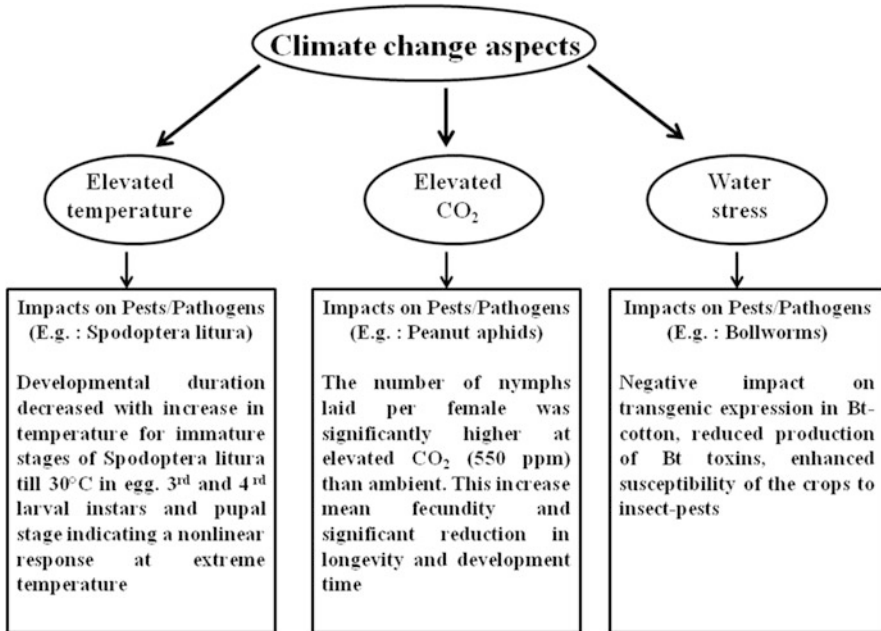 Climate change aspects
Elevated
temperature
Elevated
CO₂
Water
stress
Impacts on Pests/Pathogens
(E.g. : Spodoptera litura)
Developmental duration
decreased with increase in
temperature for immature
stages of Spodoptera litura
till 30°C in egg. 3rd and 4rd
larval instars and pupal
stage indicating a nonlinear
response at extreme
temperature
Impacts on Pests/Pathogens
(E.g. : Peanut aphids)
The number of nymphs
laid per female was
significantly higher at
elevated CO₂ (550 ppm)
than ambient. This increase
mean fecundity and
significant reduction in
longevity and development
time
Impacts on Pests/Pathogens
(E.g. : Bollworms)
Negative impact on
transgenic expression in Bt-
cotton, reduced production
of Bt toxins, enhanced
susceptibility of the crops to
insect-pests